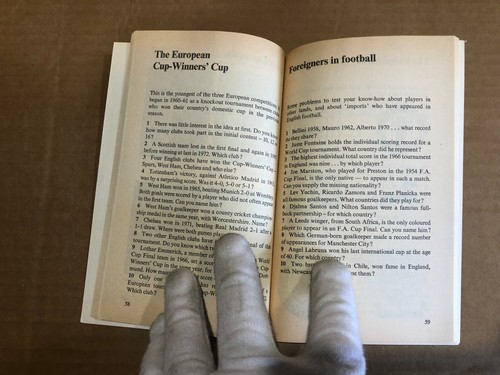 The European
Cup-Winners' Cup
This is the youngest of the three European competitions
began in 1960-61 as a knockout tournament between
who won their country's domestic cup in the previous
season.
1 There was little interest in the idea at first. Do you know
how many clubs took part in the initial contest – 10, 12
16?
2 A Scottish team lost in the first final and again in
before winning at last in 1972. Which club?
3 Four English clubs have won the Cup-Winners'
Spurs, West Ham, Chelsea and who else?
4 Tottenham's victory, against Atletico Madrid in 1963,
was by a surprising score. Was it 4–0, 5–0 or 5–1?
5 West Ham won in 1965, beating Munich 2–0
Both goals were scored by a player who did not often appear
in the first team. Can you name him?
6 West Ham's goalkeeper was a county cricket
ship medal in the same year, with Worcestershire. Name?
7 Chelsea won in 1971, beating Real Madrid 2–1 after a
1–1 draw. Where were both games
8 Two other English clubs
tournament. Do you know which
9 Lothar Emmerich, a member of
Cup Final team in 1966, set a
Winners' Cup in the same year, for
round. How many
10 Only one
European
Which club?
58
Foreigners in football
Some problems to test your know-how about players in
other lands, and about 'imports' who have appeared in
English football.
1 Bellini 1958, Mauro 1962, Alberto 1970 . . . what record
do they share?
2 Juste Fontaine holds the individual scoring record for a
World Cup tournament. What country did he represent?
3 The highest individual total score in the 1966 tournament
in England was nine . . . by which player?
4 Joe Marston, who played for Preston in the 1954 F.A.
Cup Final, is the only native — to appear in such a match.
Can you supply the missing nationality?
5 Lev Yachin, Ricardo Zamora and Franz Planicka were
all famous goalkeepers. What countries did they play for?
6 Djalma Santos and Nilton Santos were a famous full-
back partnership – for which country?
7 A Leeds winger, from South Africa, is the only coloured
player to appear in an F.A. Cup Final. Can you name him?
8 Which German-born goalkeeper made a record number
of appearances for Manchester City?
9 Angel Labruna won his last international cap at the age
of 40. For which country?
10 Two in Chile, won fame in England,
with Newcastle name them?
59